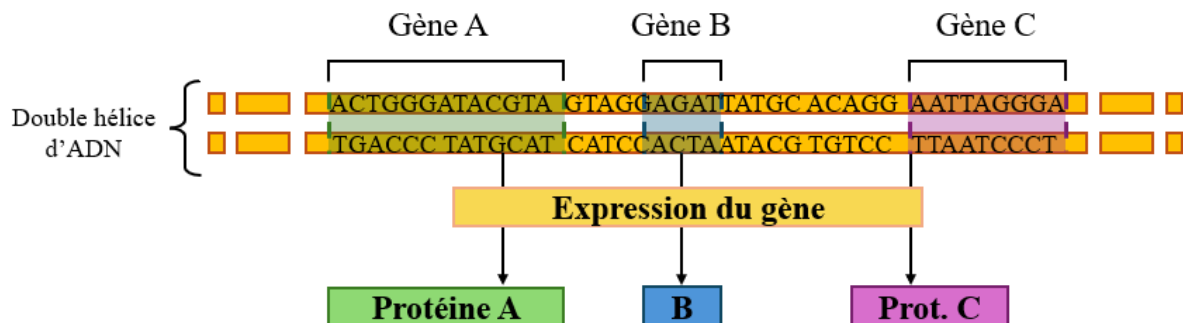 Gène A Gène B Gène C
Double hélice
d’ADN
ACTGGGATACGTA GTAGGAGATTATGC ACAGG AATTAGGGA
TGACCC TATGCAT CATCCACTAATACG TGTCC TTAATCCCT
Expression du gène
Protéine A B Prot. C